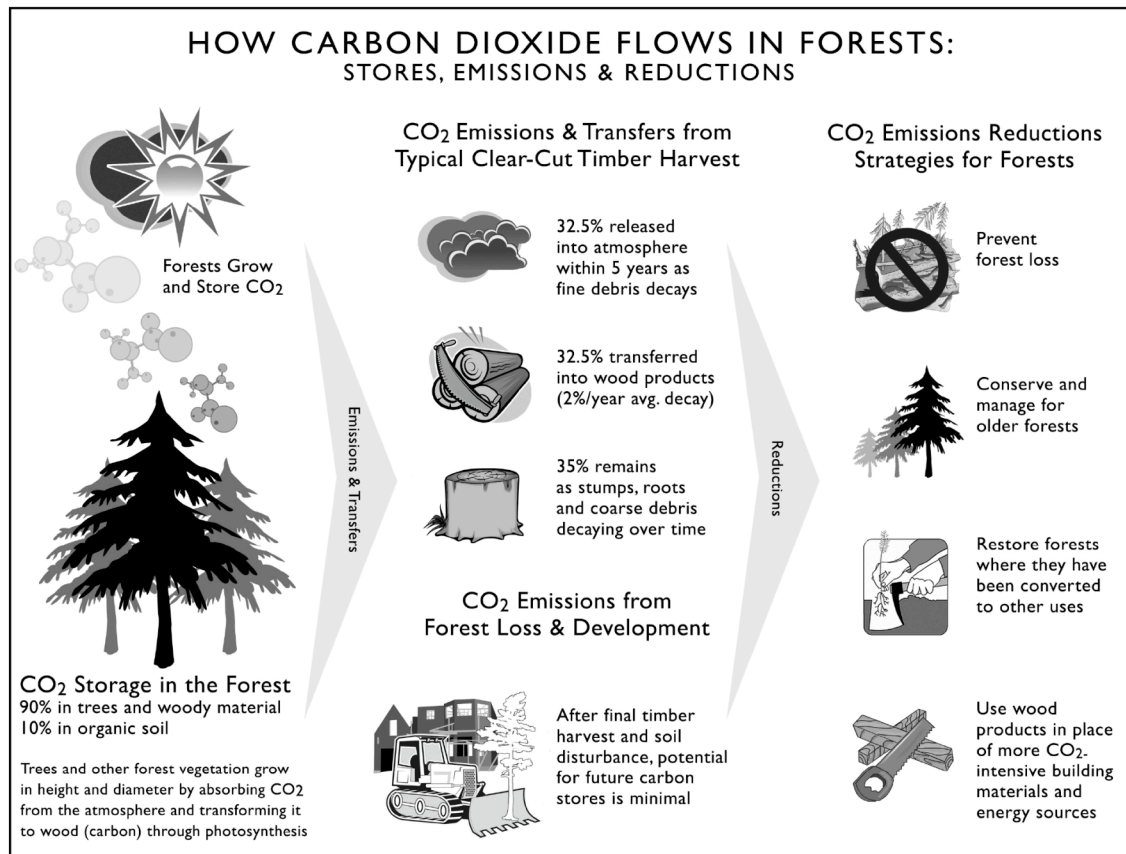 HOW CARBON DIOXIDE FLOWS IN FORESTS:
STORES, EMISSIONS & REDUCTIONS
Forests Grow
and Store CO₂
CO₂ Storage in the Forest
90% in trees and woody material
10% in organic soil
Trees and other forest vegetation grow
in height and diameter by absorbing CO₂
from the atmosphere and transforming it
to wood (carbon) through photosynthesis
Emissions & Transfers
CO₂ Emissions & Transfers from
Typical Clear-Cut Timber Harvest
32.5% released
into atmosphere
within 5 years as
fine debris decays
32.5% transferred
into wood products
(2%/year avg. decay)
35% remains
as stumps, roots
and coarse debris
decaying over time
CO₂ Emissions from
Forest Loss & Development
After final timber
harvest and soil
disturbance, potential
for future carbon
stores is minimal
Reductions
CO₂ Emissions Reductions
Strategies for Forests
Prevent
forest loss
Conserve and
manage for
older forests
Restore forests
where they have
been converted
to other uses
Use wood
products in place
of more CO₂-
intensive building
materials and
energy sources